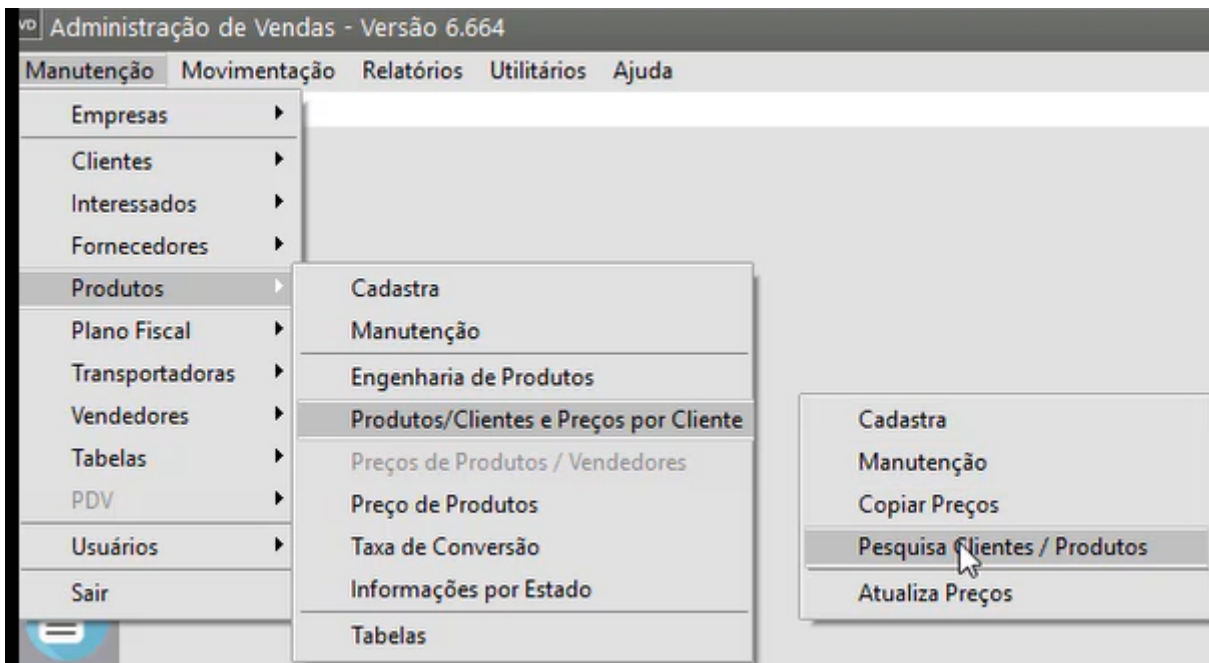 VD Administração de Vendas - Versão 6.664
Manutenção Movimentação Relatórios Utilitários Ajuda
Empresas
Clientes
Interessados
Fornecedores
Produtos
Plano Fiscal
Transportadoras
Vendedores
Tabelas
PDV
Usuários
Sair
Cadastra
Manutenção
Engenharia de Produtos
Produtos/Clientes e Preços por Cliente
Preços de Produtos / Vendedores
Preço de Produtos
Taxa de Conversão
Informações por Estado
Tabelas
Cadastra
Manutenção
Copiar Preços
Pesquisa Clientes / Produtos
Atualiza Preços